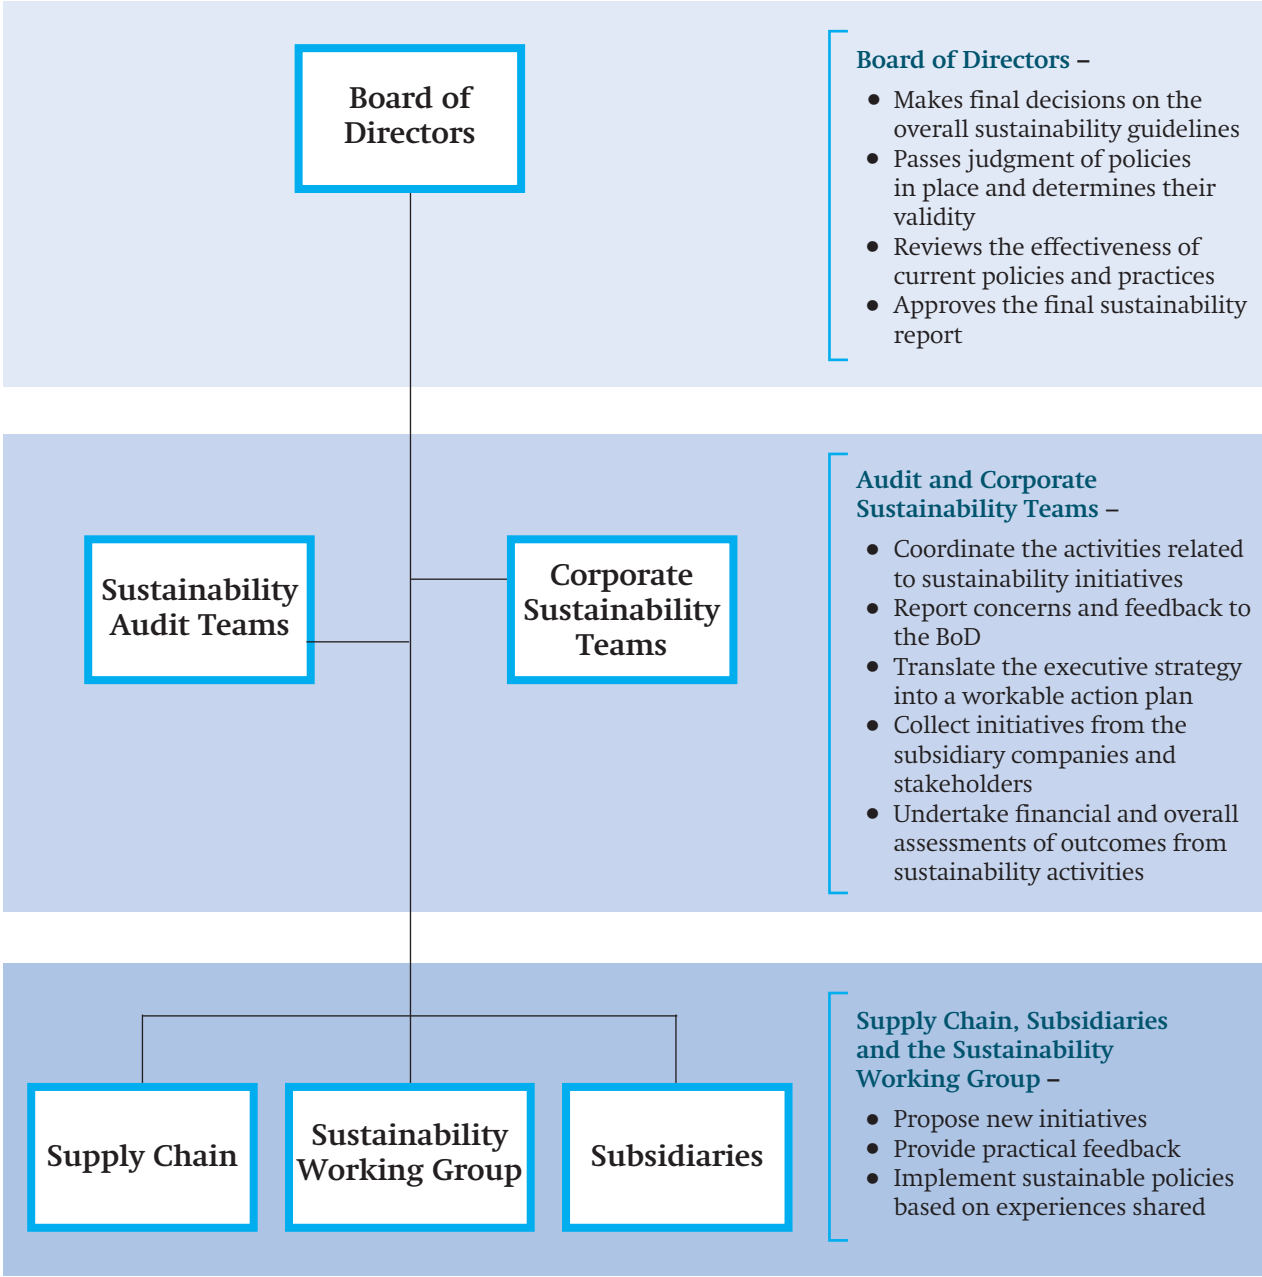 Board of
Directors
Board of Directors –
● Makes final decisions on the
overall sustainability guidelines
● Passes judgment of policies
in place and determines their
validity
● Reviews the effectiveness of
current policies and practices
● Approves the final sustainability
report
Sustainability
Audit Teams
Corporate
Sustainability
Teams
Audit and Corporate
Sustainability Teams –
● Coordinate the activities related
to sustainability initiatives
● Report concerns and feedback to
the BoD
● Translate the executive strategy
into a workable action plan
● Collect initiatives from the
subsidiary companies and
stakeholders
● Undertake financial and overall
assessments of outcomes from
sustainability activities
Supply Chain
Sustainability
Working Group
Subsidiaries
Supply Chain, Subsidiaries
and the Sustainability
Working Group –
● Propose new initiatives
● Provide practical feedback
● Implement sustainable policies
based on experiences shared